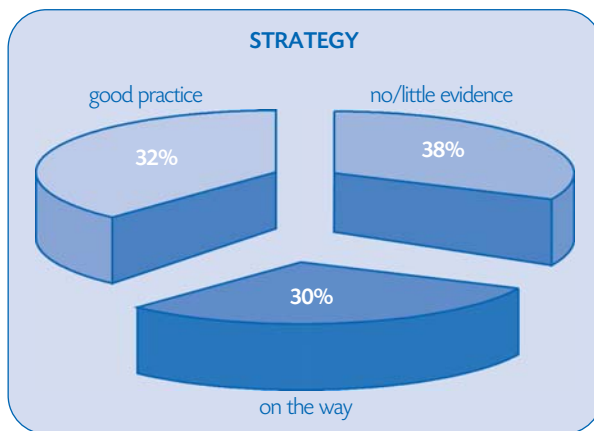 STRATEGY
good practice
no/little evidence
32%
38%
30%
on the way